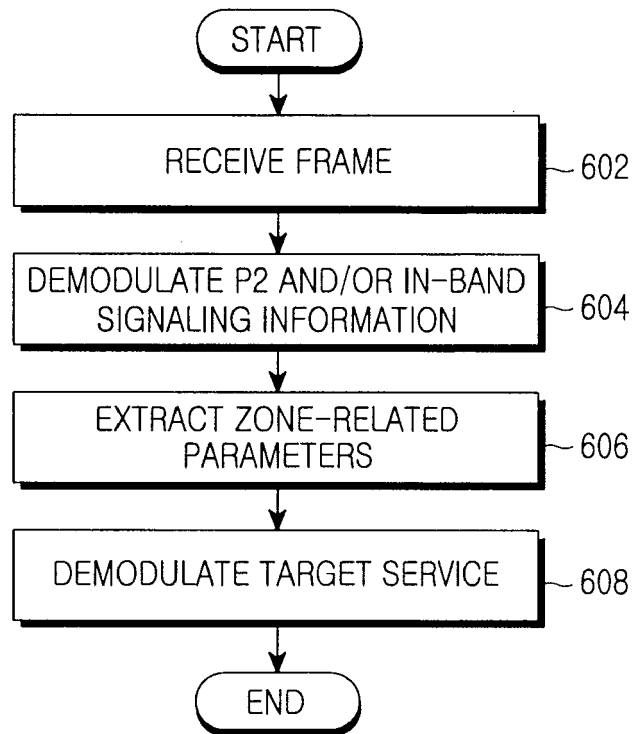 START
RECEIVE FRAME
602
DEMODULATE P2 AND/OR IN-BAND
SIGNALING INFORMATION
604
EXTRACT ZONE-RELATED
PARAMETERS
606
DEMODULATE TARGET SERVICE
608
END